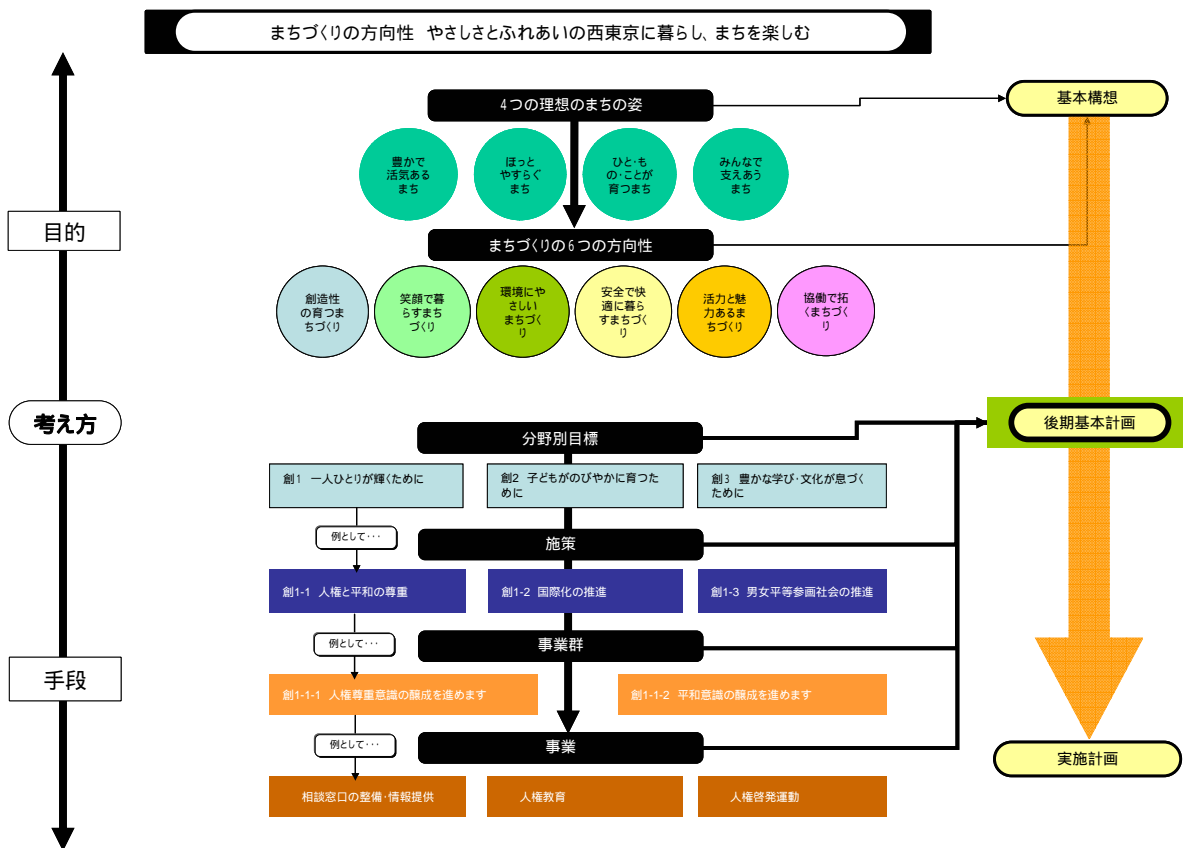 まちづくりの方向性 やさしさとふれあいの西東京に暮らし、まちを楽しむ
4つの理想のまちの姿
基本構想
豊かで
活気ある
まち
ほっと
やすらぐ
まち
ひと・も
の・ことが
育つまち
みんなで
支えあう
まち
目的
まちづくりの6つの方向性
創造性
の育つま
ちづくり
笑顔で暮
らすまち
づくり
環境にや
さしい
まちづく
り
安全で快
適に暮ら
すまちづく
り
活力と魅
力あるま
ちづくり
協働で拓
くまちづく
り
考え方
後期基本計画
分野別目標
創1 一人ひとりが輝くために
創2 子どもがのびやかに育つた
めに
創3 豊かな学び・文化が息づく
ために
例として・・・
施策
創1-1 人権と平和の尊重
創1-2 国際化の推進
創1-3 男女平等参画社会の推進
例として・・・
事業群
手段
創1-1-1 人権尊重意識の醸成を進めます
創1-1-2 平和意識の醸成を進めます
例として・・・
事業
実施計画
相談窓口の整備・情報提供
人権教育
人権啓発運動